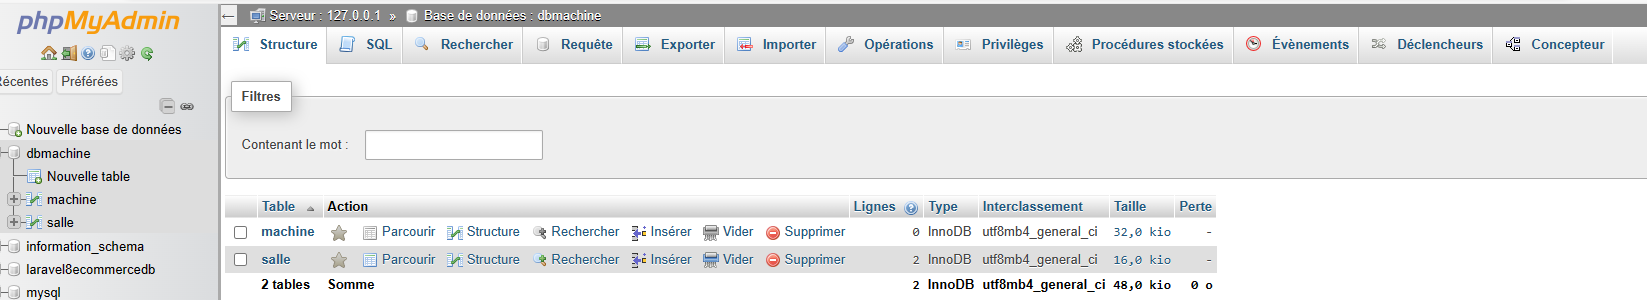 phpMyAdmin
Récentes Préférées
Nouvelle base de données
dbmachine
Nouvelle table
machine
salle
information_schema
laravel8ecommercedb
mysql
← Serveur : 127.0.0.1 » Base de données : dbmachine
Structure SQL Rechercher Requête Exporter Importer Opérations Privilèges Procédures stockées Évènements Déclencheurs Concepteur
Filtres
Contenant le mot :
Table Action Lignes Type Interclassement Taille Perte
machine Parcourir Structure Rechercher Insérer Vider Supprimer 0 InnoDB utf8mb4_general_ci 32,0 kio -
salle Parcourir Structure Rechercher Insérer Vider Supprimer 2 InnoDB utf8mb4_general_ci 16,0 kio -
2 tables Somme 2 InnoDB utf8mb4_general_ci 48,0 kio 0 o